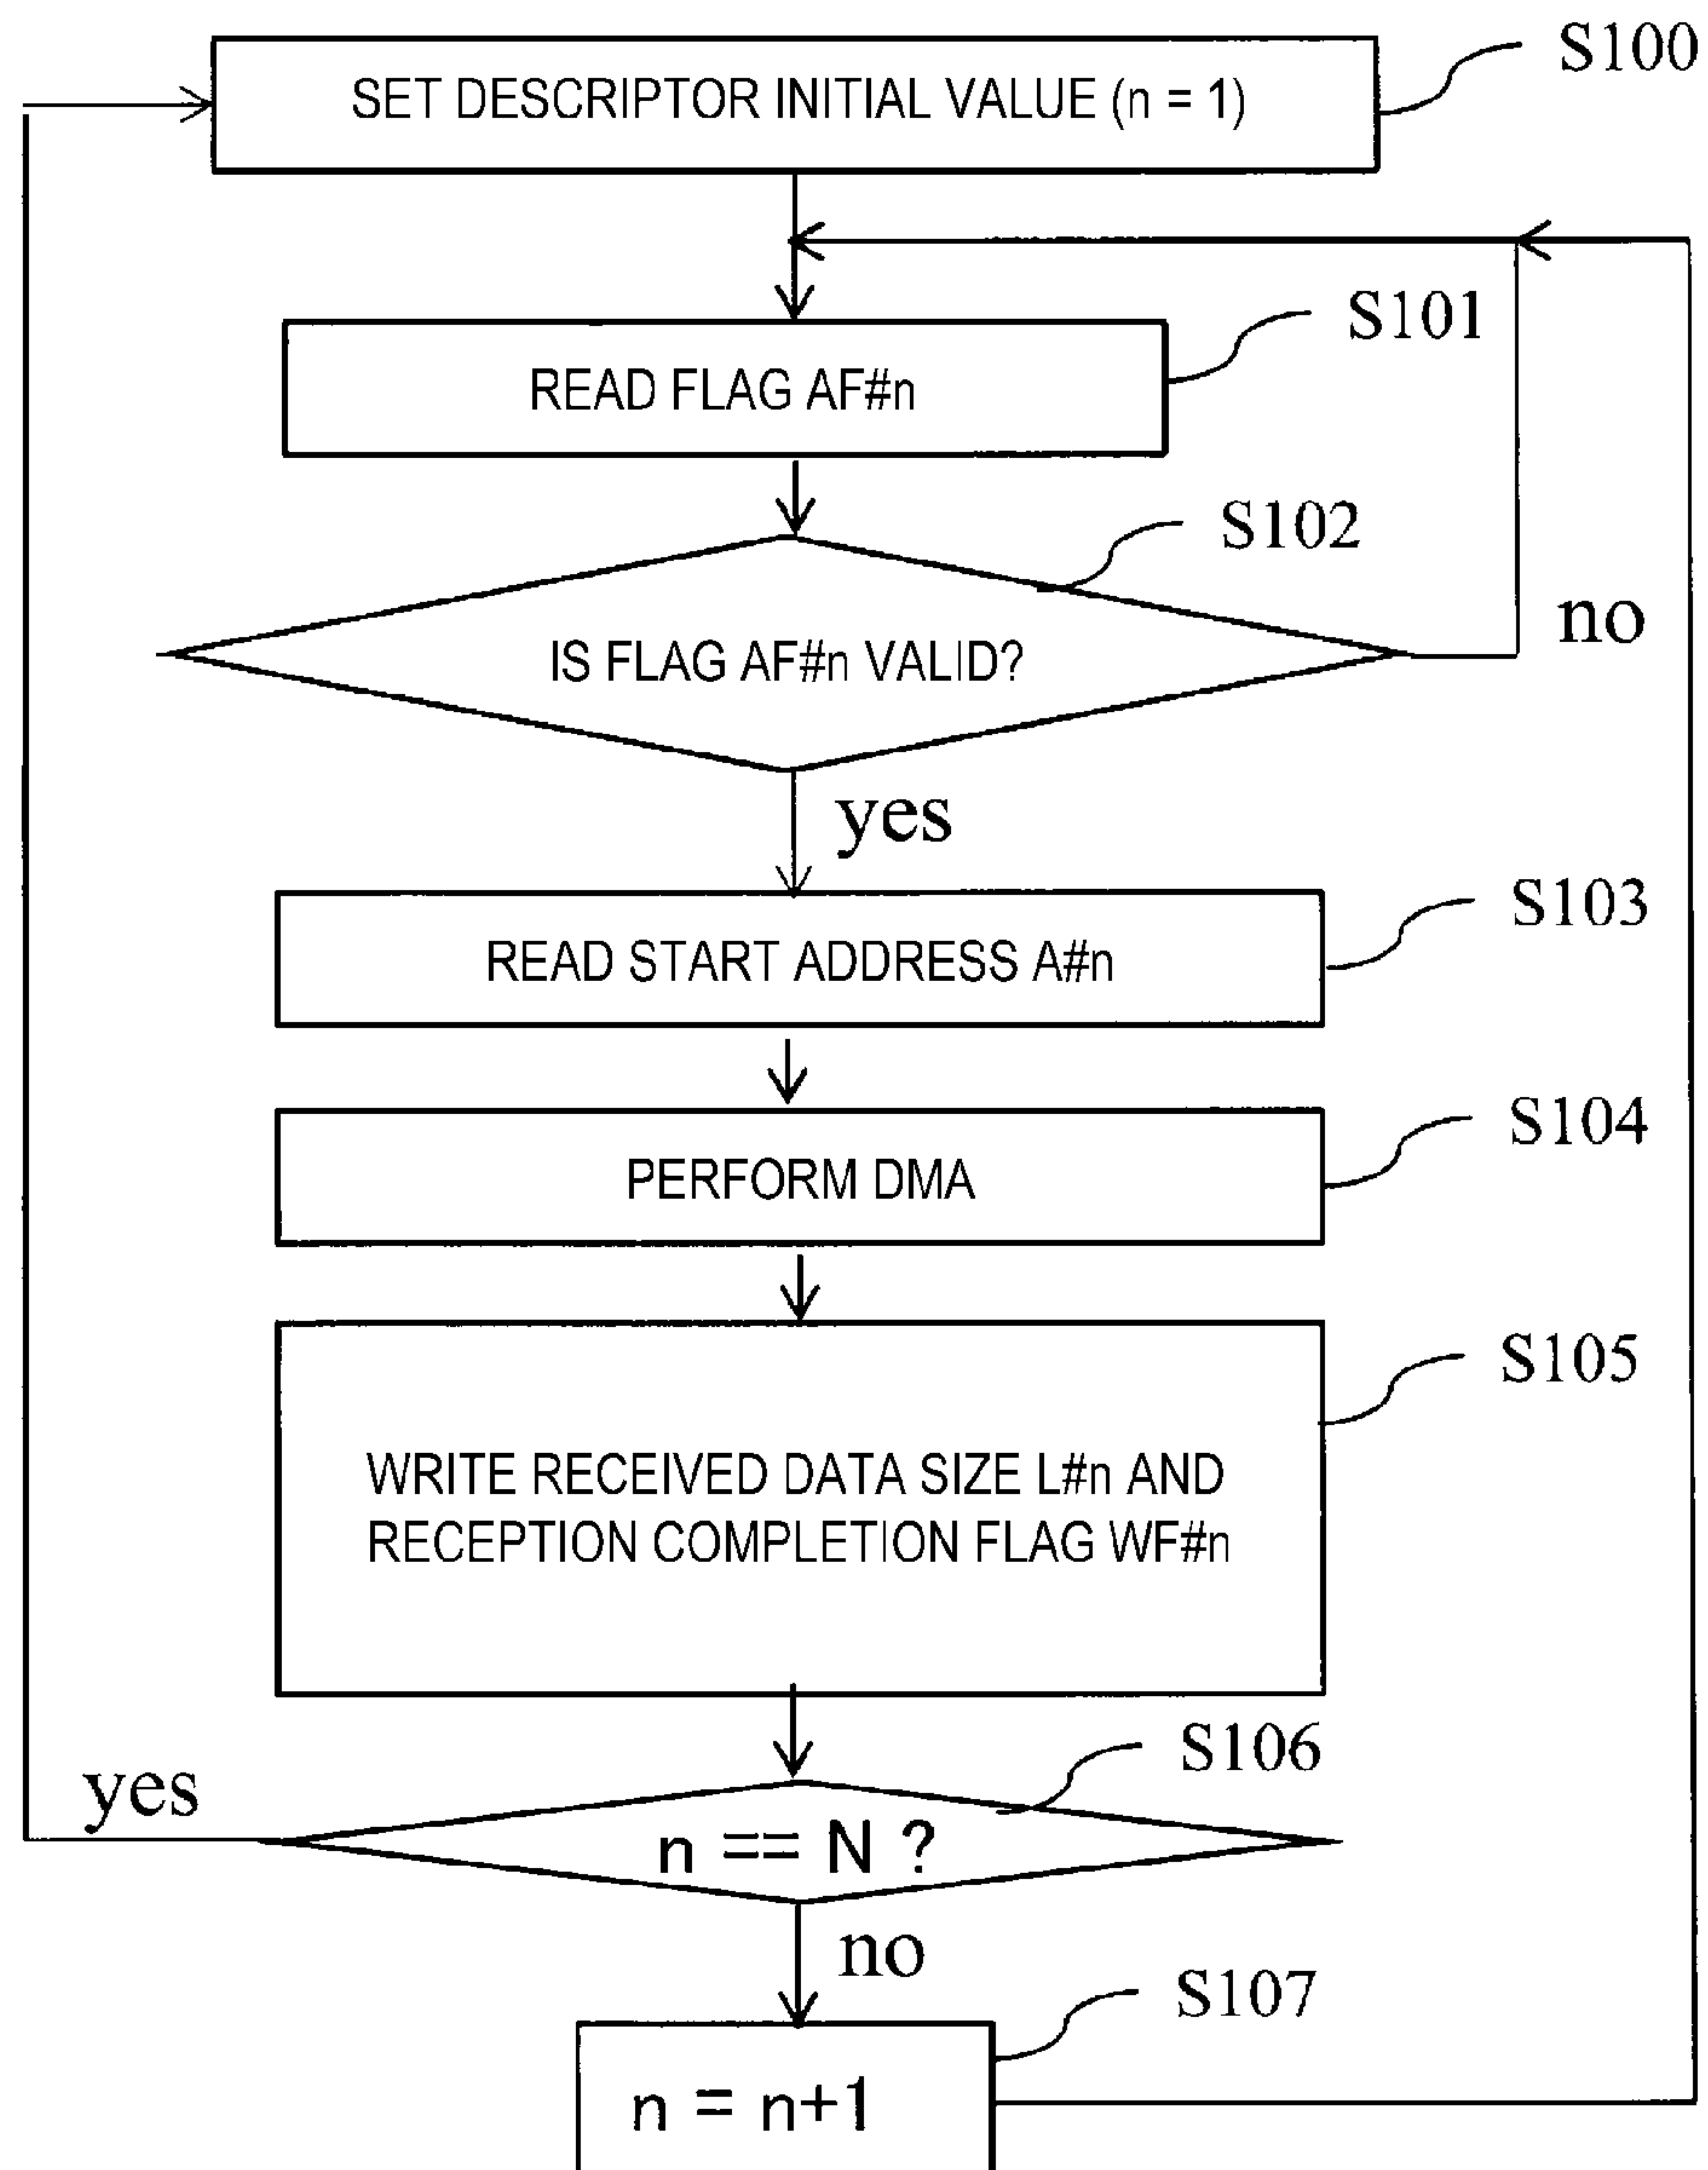 S100
SET DESCRIPTOR INITIAL VALUE (n = 1)
S101
READ FLAG AF#n
S102
IS FLAG AF#n VALID?
no
yes
S103
READ START ADDRESS A#n
S104
PERFORM DMA
S105
WRITE RECEIVED DATA SIZE L#n AND
RECEPTION COMPLETION FLAG WF#n
S106
yes
n == N ?
no
S107
n = n+1